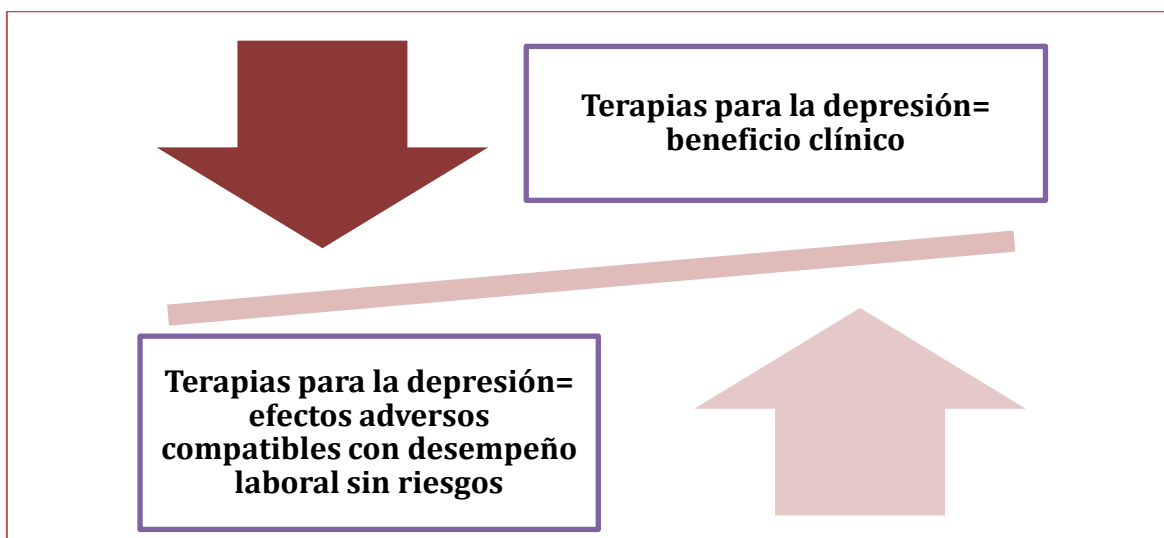 Terapias para la depresión=
beneficio clínico
Terapias para la depresión=
efectos adversos
compatibles con desempeño
laboral sin riesgos